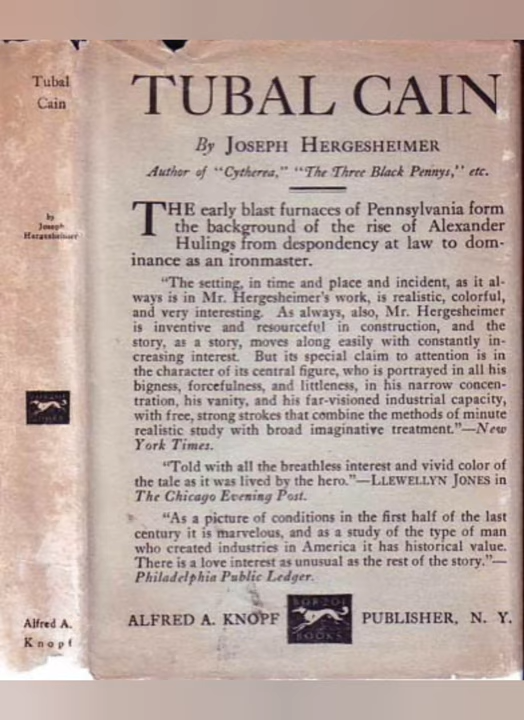 Tubal
Cain
by
Joseph
Hergesheimer
Alfred A.
Knopf
TUBAL CAIN
By JOSEPH HERGESHEIMER
Author of "Cytherea," "The Three Black Pennys," etc.
THE early blast furnaces of Pennsylvania form
the background of the rise of Alexander
Hulings from despondency at law to dom-
inance as an ironmaster.
"The setting, in time and place and incident, as it al-
ways is in Mr. Hergesheimer's work, is realistic, colorful,
and very interesting. As always, also, Mr. Hergesheimer
is inventive and resourceful in construction, and the
story, as a story, moves along easily with constantly in-
creasing interest. But its special claim to attention is in
the character of its central figure, who is portrayed in all his
bigness, forcefulness, and littleness, in his narrow concen-
tration, his vanity, and his far-visioned industrial capacity,
with free, strong strokes that combine the methods of minute
realistic study with broad imaginative treatment."—New
York Times.
"Told with all the breathless interest and vivid color of
the tale as it was lived by the hero."—LLEWELLYN JONES in
The Chicago Evening Post.
"As a picture of conditions in the first half of the last
century it is marvelous, and as a study of the type of man
who created industries in America it has historical value.
There is a love interest as unusual as the rest of the story."—
Philadelphia Public Ledger.
ALFRED A. KNOPF
BORZOI
BOOKS
PUBLISHER, N. Y.